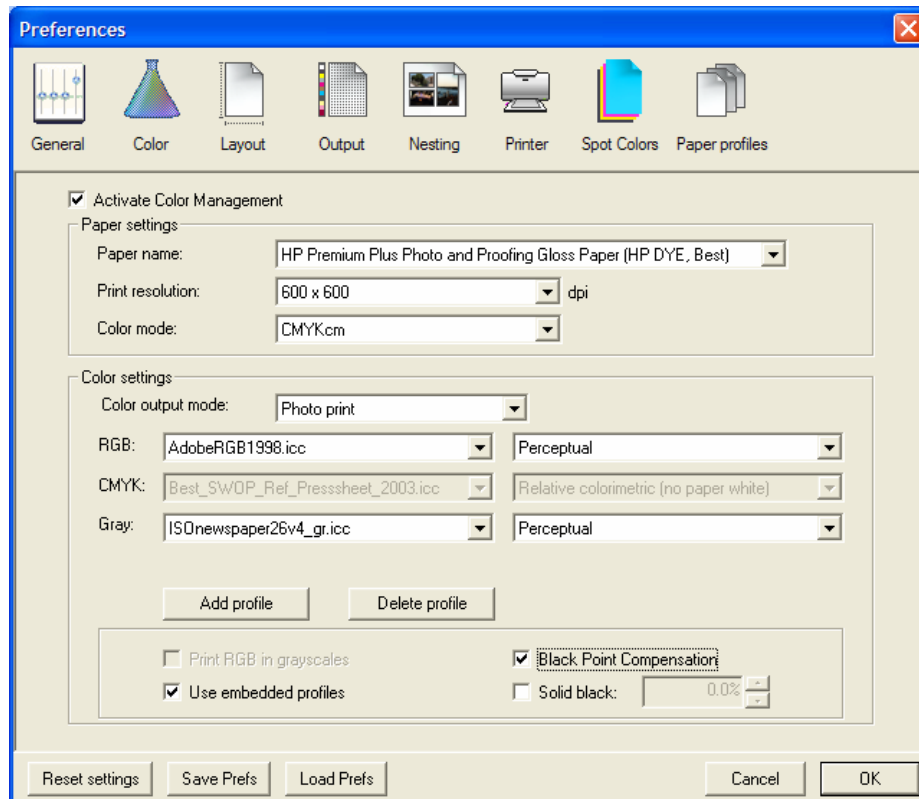 Preferences
General Color Layout Output Nesting Printer Spot Colors Paper profiles
Activate Color Management
Paper settings
Paper name: HP Premium Plus Photo and Proofing Gloss Paper (HP DYE, Best)
Print resolution: 600 x 600 dpi
Color mode: CMYKcm
Color settings
Color output mode: Photo print
RGB: AdobeRGB1998.icc Perceptual
CMYK: Best_SWOP_Ref_Presssheet_2003.icc Relative colorimetric (no paper white)
Gray: ISOnewspaper26v4_gr.icc Perceptual
Add profile Delete profile
Print RGB in grayscales Black Point Compensation
Use embedded profiles Solid black: 0.0%
Reset settings Save Prefs Load Prefs Cancel OK